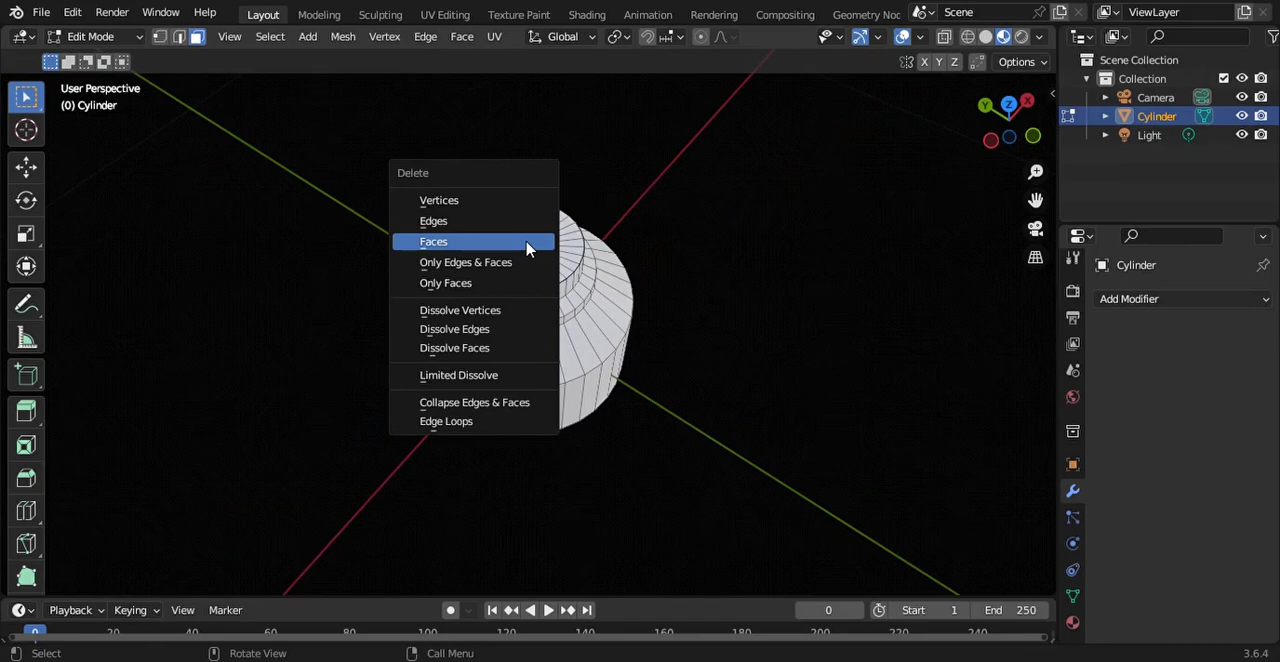 File Edit Render Window Help Layout Modeling Sculpting UV Editing Texture Paint Shading Animation Rendering Compositing Geometry Noc Scene ViewLayer
Edit Mode View Select Add Mesh Vertex Edge Face UV Global
X Y Z Options
User Perspective
(0) Cylinder
Y Z X
Scene Collection
Collection
Camera
Cylinder
Light
Delete
Vertices
Edges
Faces
Only Edges & Faces
Only Faces
Dissolve Vertices
Dissolve Edges
Dissolve Faces
Limited Dissolve
Collapse Edges & Faces
Edge Loops
Cylinder
Add Modifier
Playback Keying View Marker 0 Start 1 End 250
0 20 40 60 80 100 120 140 160 180 200 220 240
Select Rotate View Call Menu 3.6.4